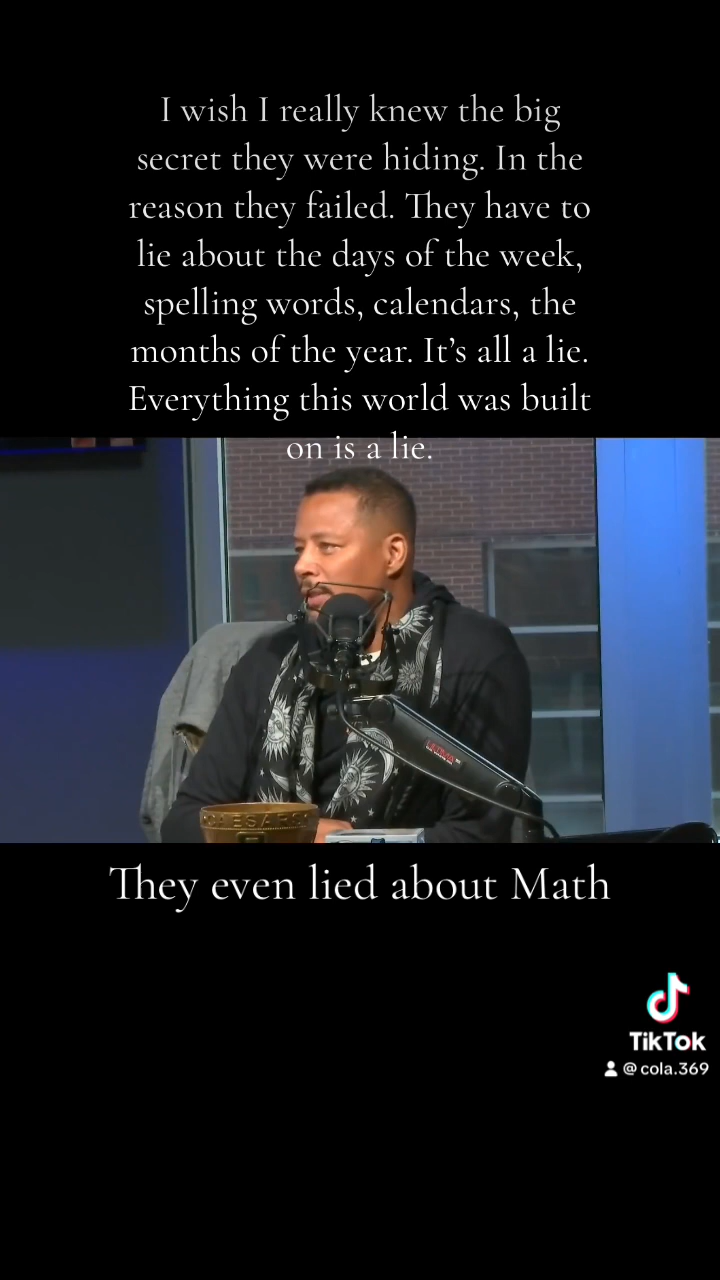 I wish I really knew the big
secret they were hiding. In the
reason they failed. They have to
lie about the days of the week,
spelling words, calendars, the
months of the year. It’s all a lie.
Everything this world was built
on is a lie.
CAESARS
They even lied about Math
TikTok
@cola.369